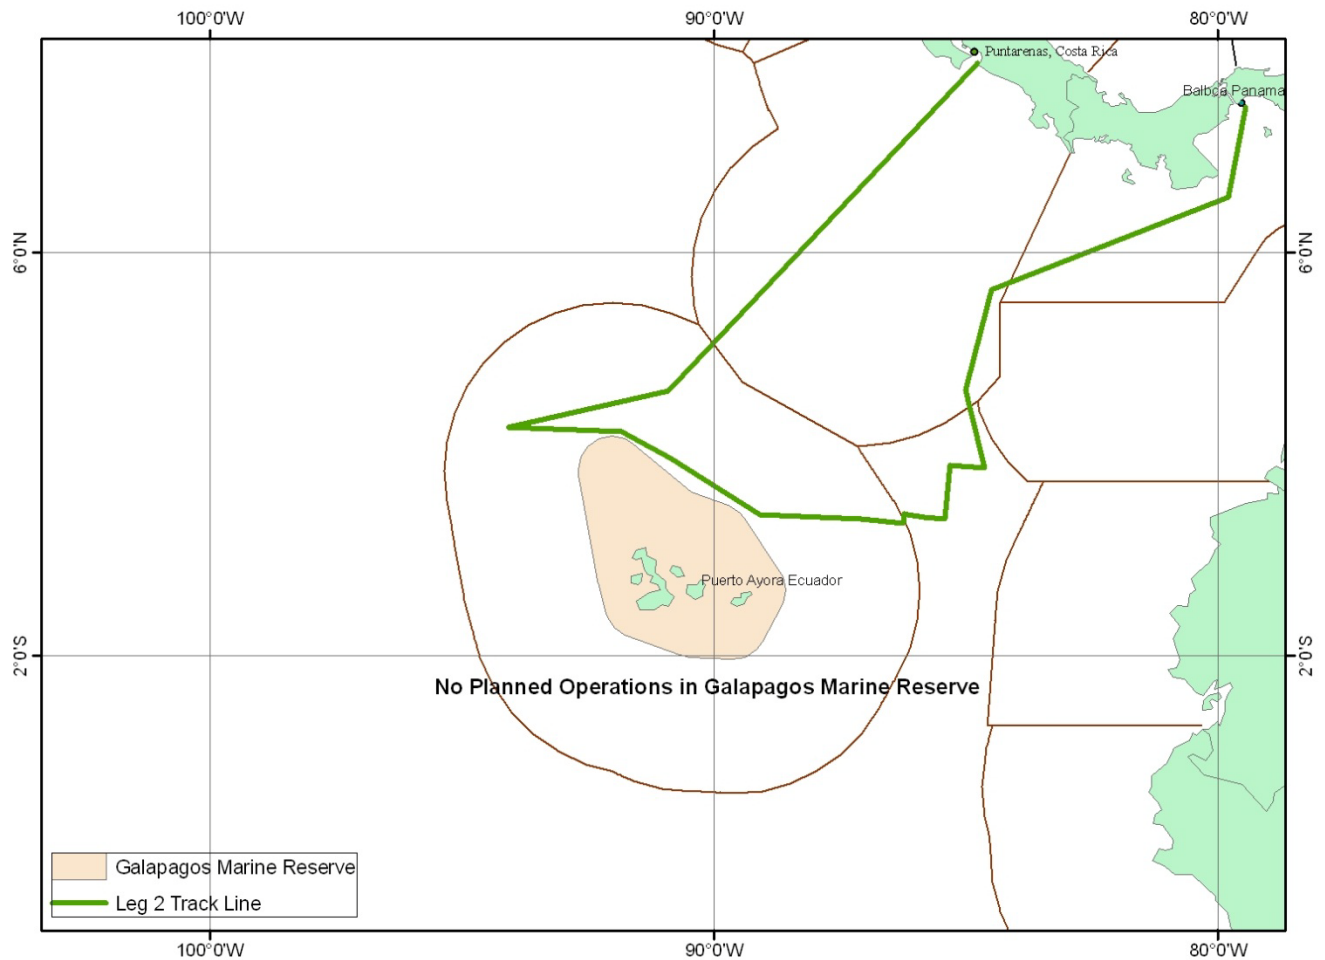 100°0'W 90°0'W 80°0'W
Puntarenas, Costa Rica
Balboa Panama
6°0'N 6°0'N
Puerto Ayora Ecuador
2°0'S 2°0'S
No Planned Operations in Galapagos Marine Reserve
Galapagos Marine Reserve
Leg 2 Track Line
100°0'W 90°0'W 80°0'W